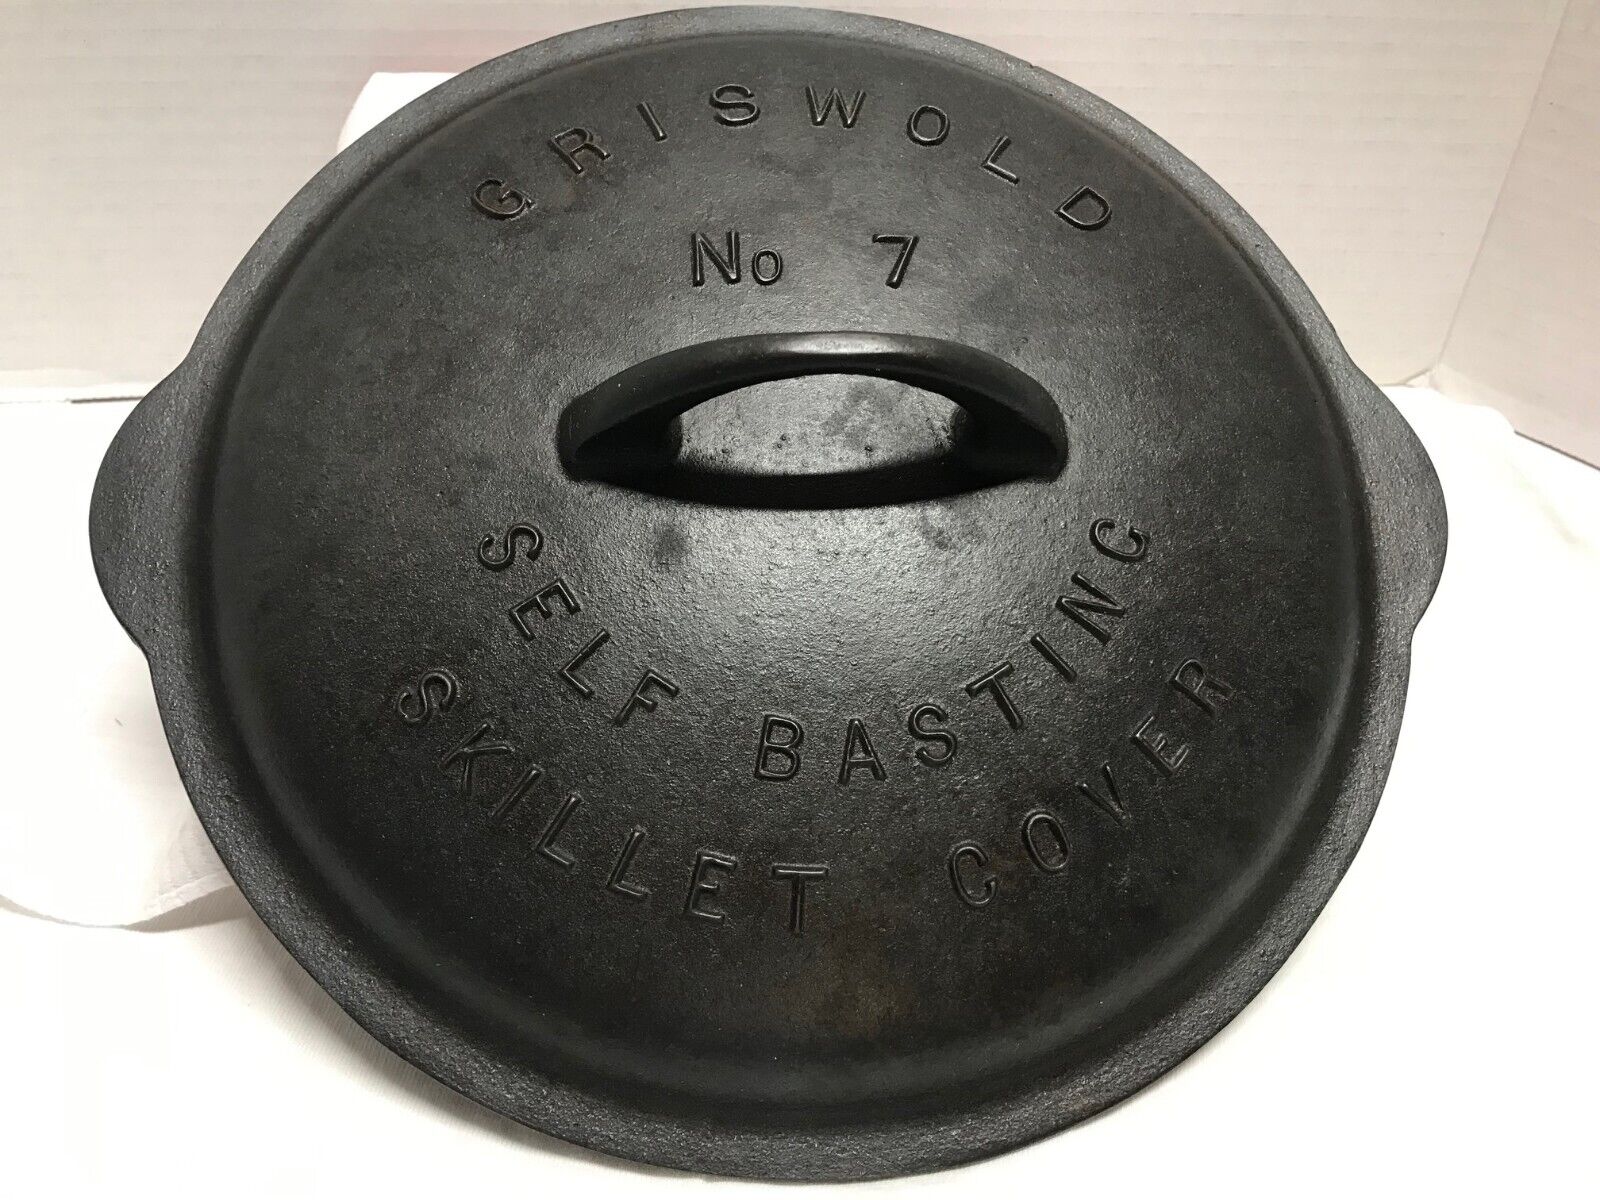 GRISWOLD
No 7
SELF BASTING
SKILLET COVER